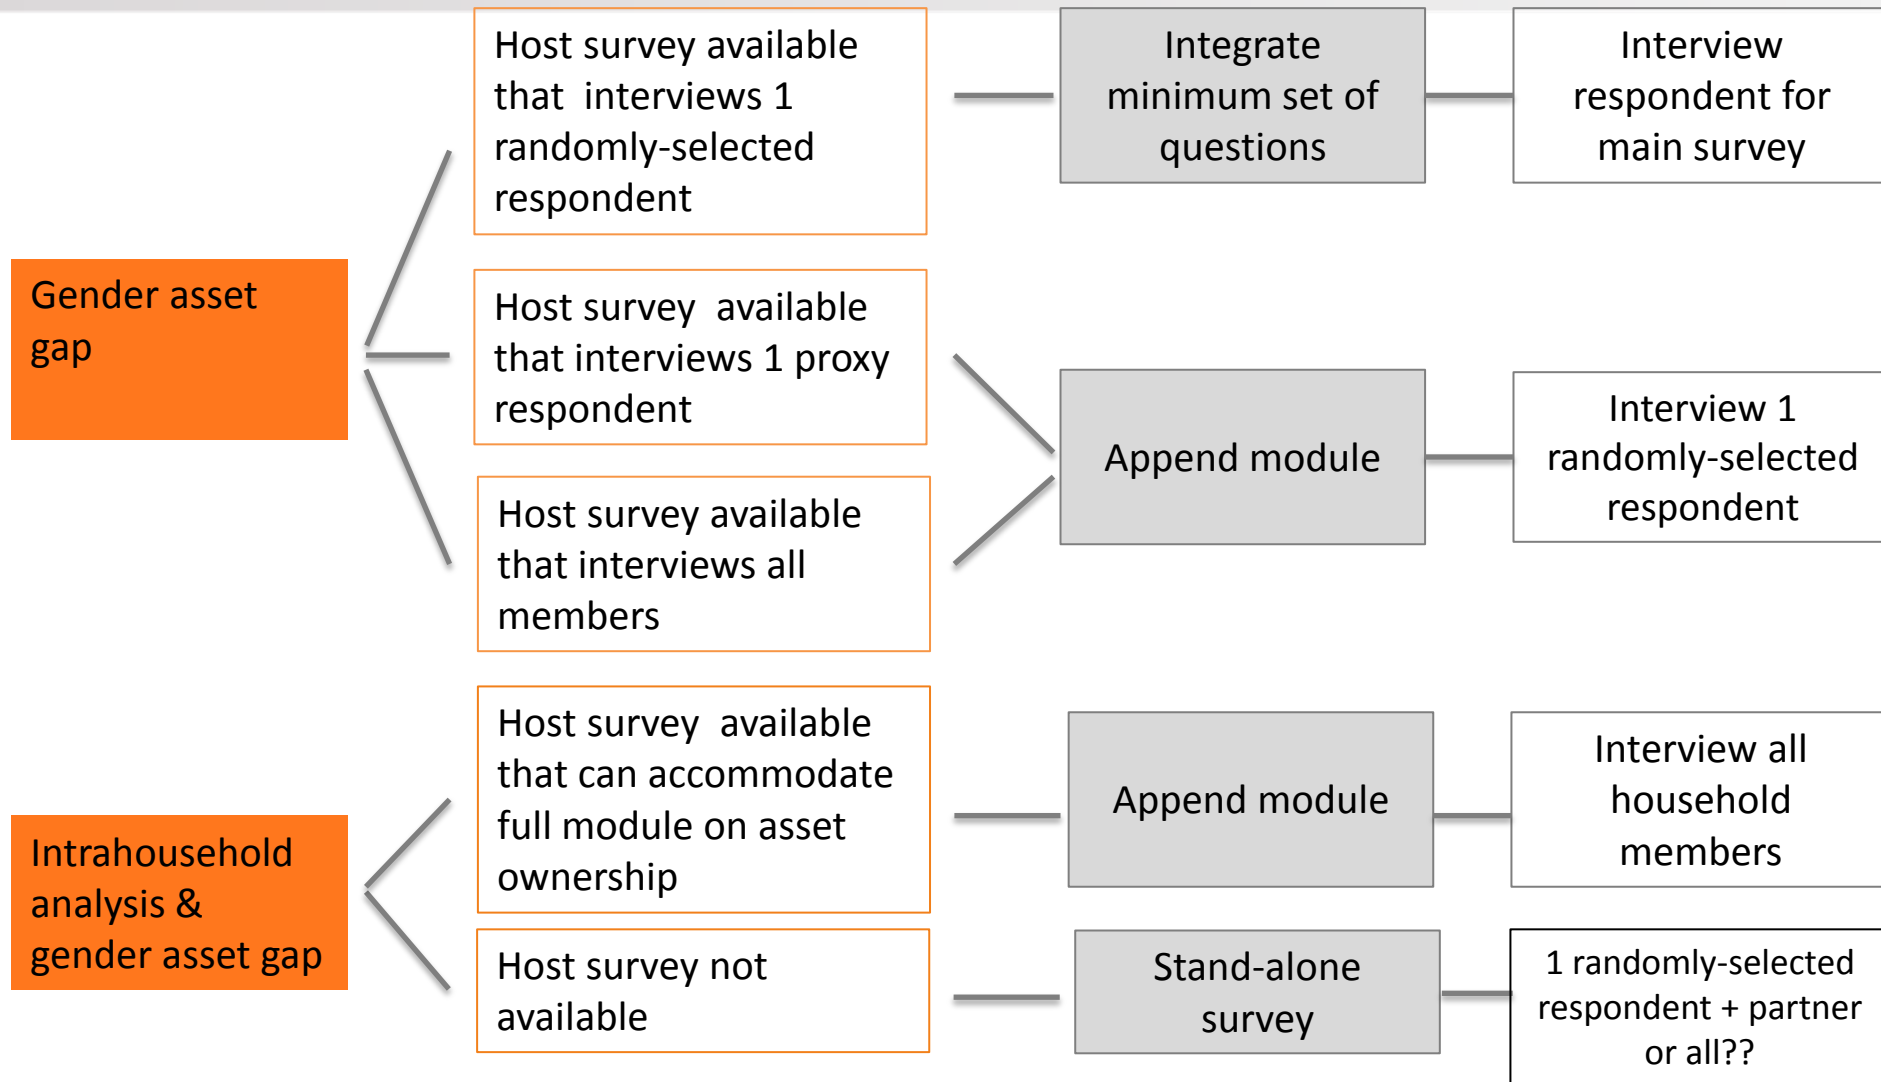 Host survey available
that interviews 1
randomly-selected
respondent
Integrate
minimum set of
questions
Interview
respondent for
main survey
Gender asset
gap
Host survey available
that interviews 1 proxy
respondent
Append module
Interview 1
randomly-selected
respondent
Host survey available
that interviews all
members
Intrahousehold
analysis &
gender asset gap
Host survey available
that can accommodate
full module on asset
ownership
Append module
Interview all
household
members
Host survey not
available
Stand-alone
survey
1 randomly-selected
respondent + partner
or all??